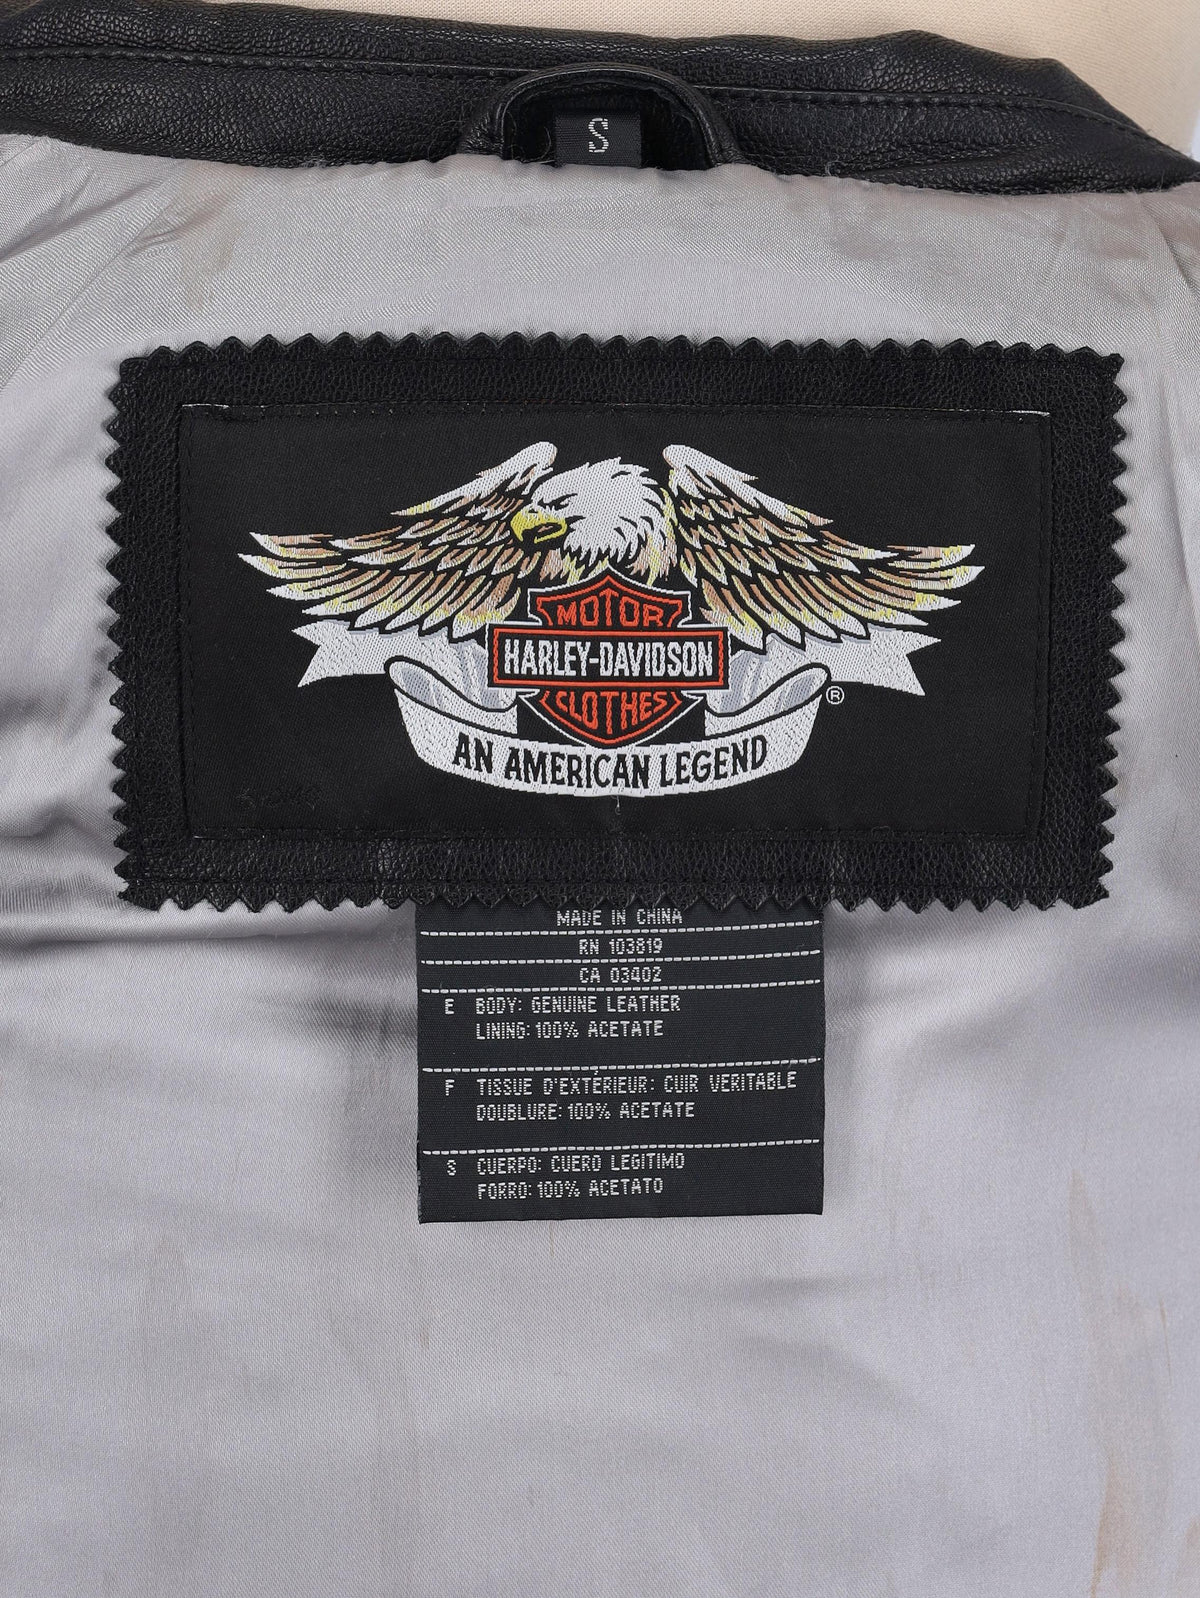 S
MOTOR
HARLEY-DAVIDSON
CLOTHES
®
AN AMERICAN LEGEND
MADE IN CHINA
RN 103819
CA 03402
E BODY: GENUINE LEATHER
LINING: 100% ACETATE
F TISSUE D'EXTÉRIEUR: CUIR VERITABLE
DOUBLURE: 100% ACETATE
S CUERPO: CUERO LEGITIMO
FORRO: 100% ACETATO